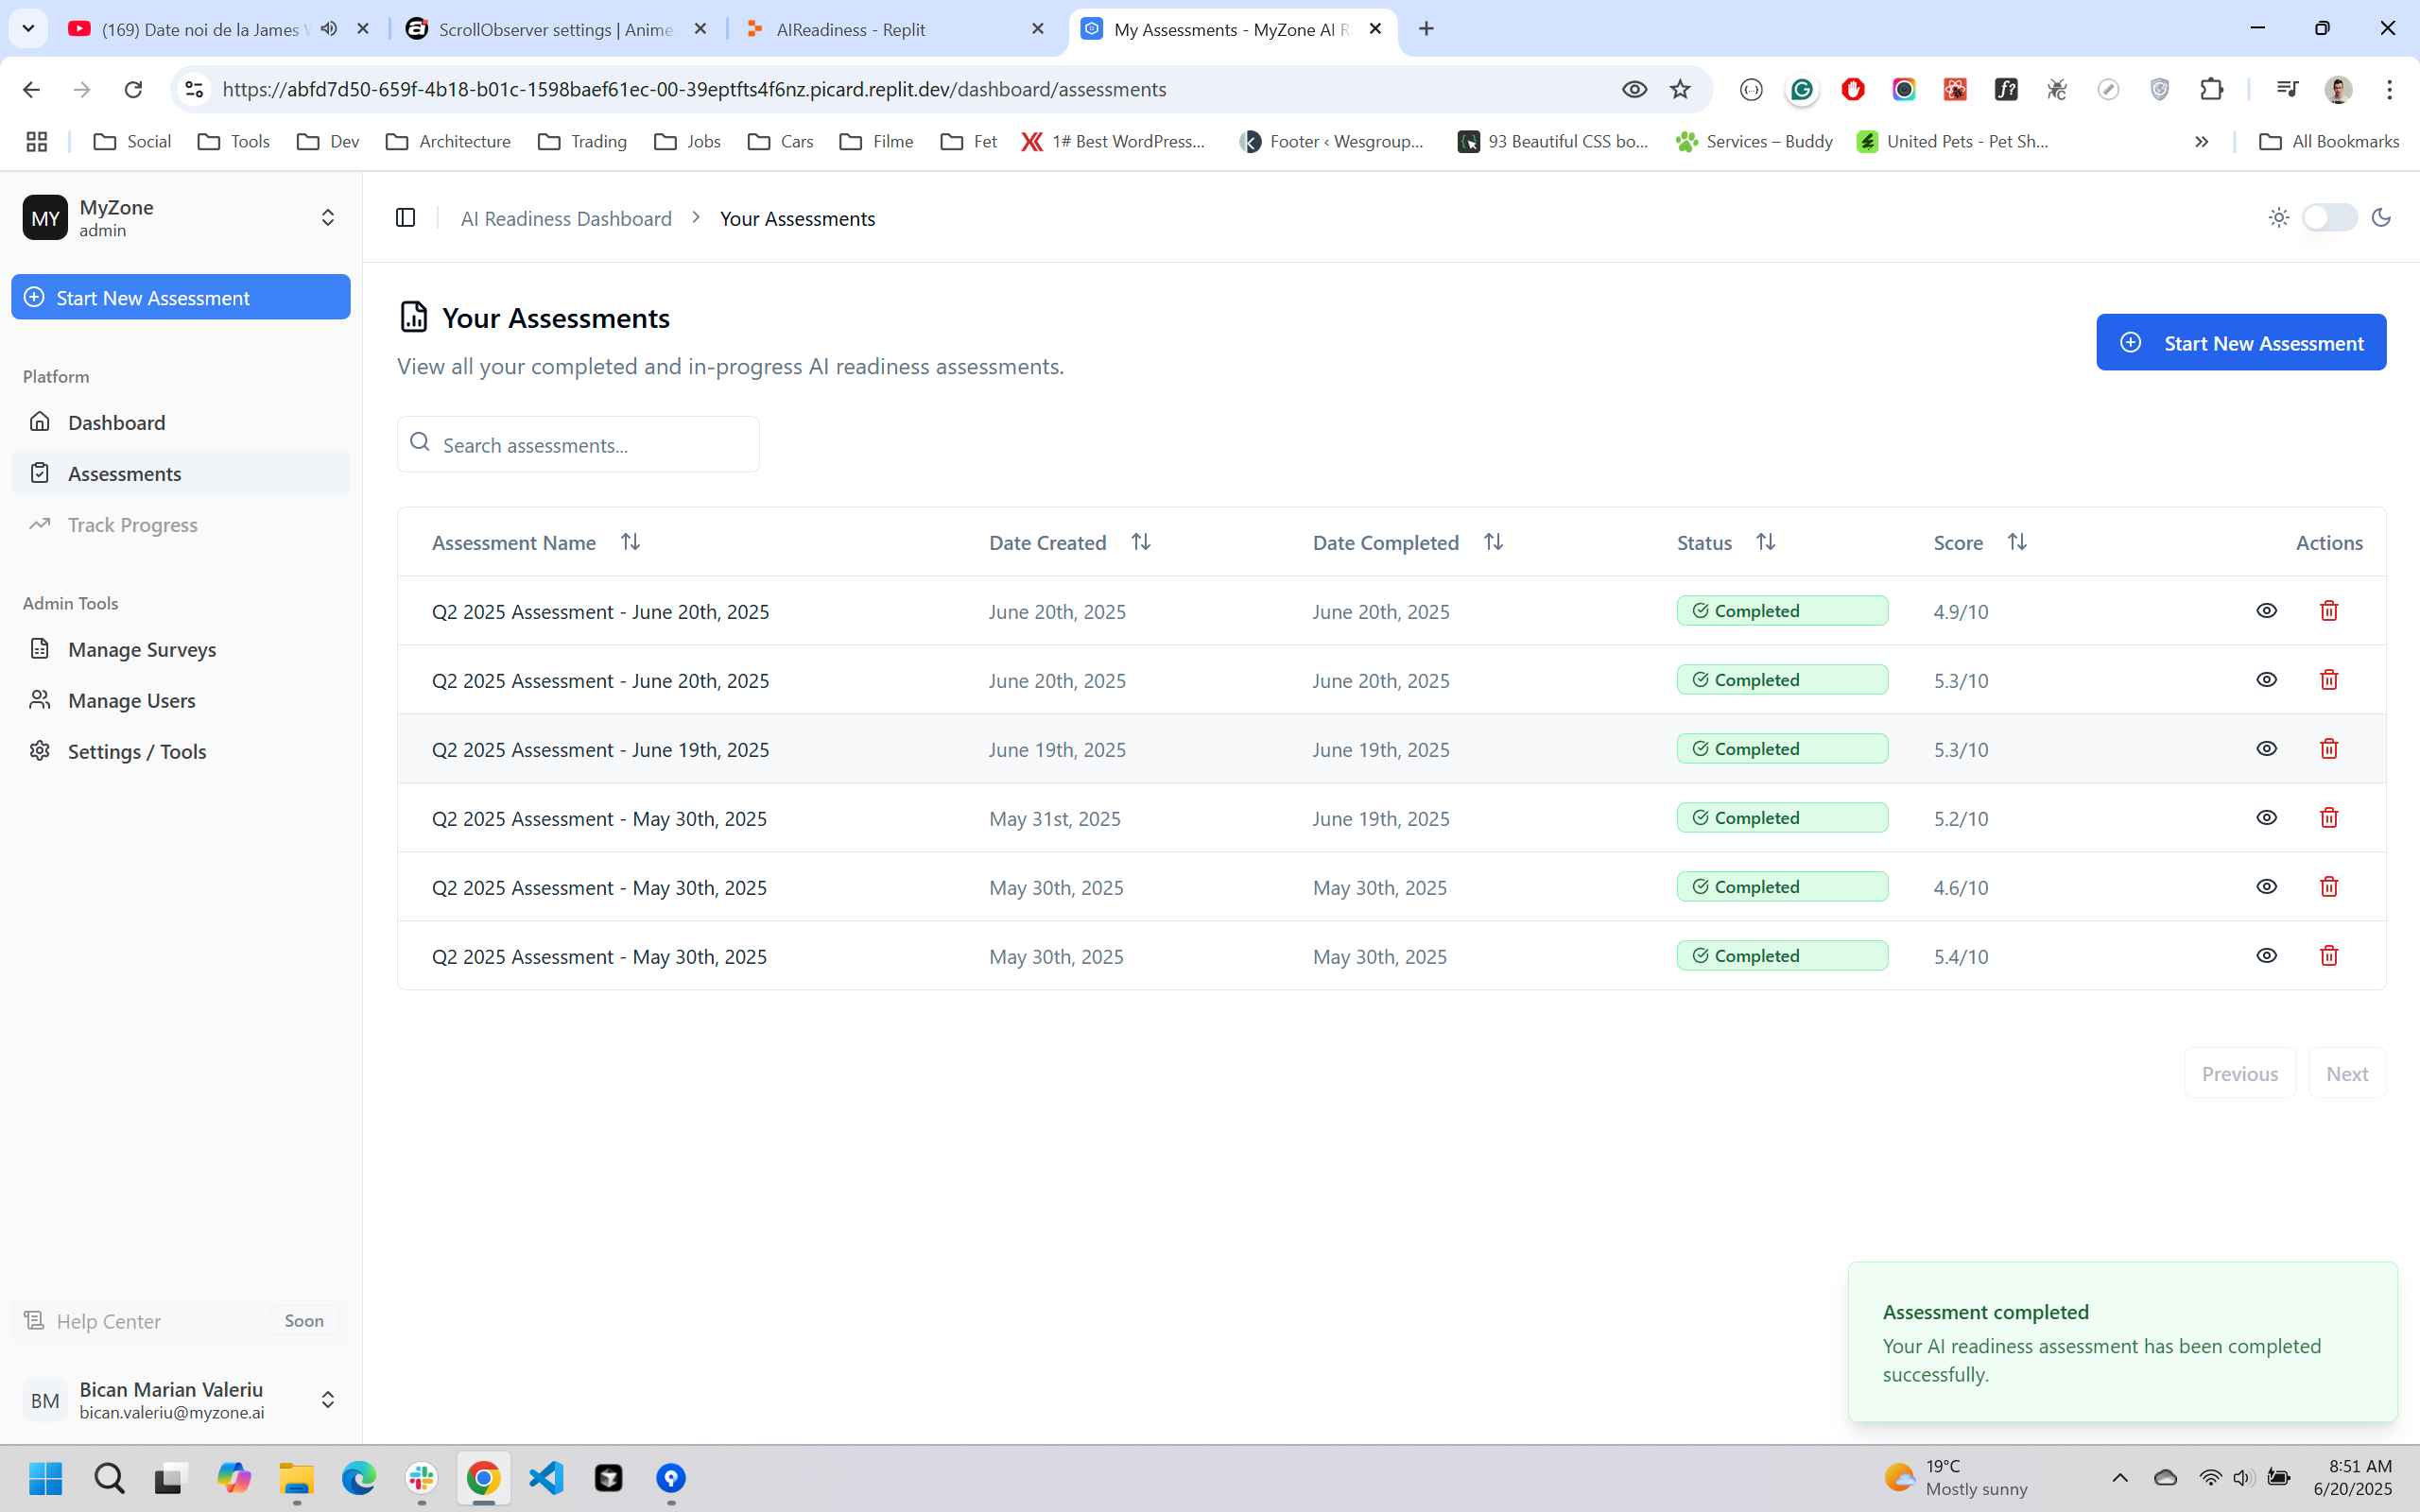 (169) Date noi de la James
ScrollObserver settings | Anime.
AIReadiness - Replit
My Assessments - MyZone AI R
https://abfd7d50-659f-4b18-b01c-1598baef61ec-00-39eptfts4f6nz.picard.replit.dev/dashboard/assessments
Social
Tools
Dev
Architecture
Trading
Jobs
Cars
Filme
Fet
1# Best WordPress...
Footer ‹ Wesgroup...
93 Beautiful CSS bo...
Services – Buddy
United Pets - Pet Sh...
»
All Bookmarks
MY
MyZone
admin
Start New Assessment
Platform
Dashboard
Assessments
Track Progress
Admin Tools
Manage Surveys
Manage Users
Settings / Tools
Help Center
Soon
BM
Bican Marian Valeriu
bican.valeriu@myzone.ai
AI Readiness Dashboard > Your Assessments
Your Assessments
View all your completed and in-progress AI readiness assessments.
Start New Assessment
Search assessments...
Assessment Name Date Created Date Completed Status Score Actions
Q2 2025 Assessment - June 20th, 2025 June 20th, 2025 June 20th, 2025 Completed 4.9/10
Q2 2025 Assessment - June 20th, 2025 June 20th, 2025 June 20th, 2025 Completed 5.3/10
Q2 2025 Assessment - June 19th, 2025 June 19th, 2025 June 19th, 2025 Completed 5.3/10
Q2 2025 Assessment - May 30th, 2025 May 31st, 2025 June 19th, 2025 Completed 5.2/10
Q2 2025 Assessment - May 30th, 2025 May 30th, 2025 May 30th, 2025 Completed 4.6/10
Q2 2025 Assessment - May 30th, 2025 May 30th, 2025 May 30th, 2025 Completed 5.4/10
Previous
Next
Assessment completed
Your AI readiness assessment has been completed
successfully.
19°C
Mostly sunny
8:51 AM
6/20/2025